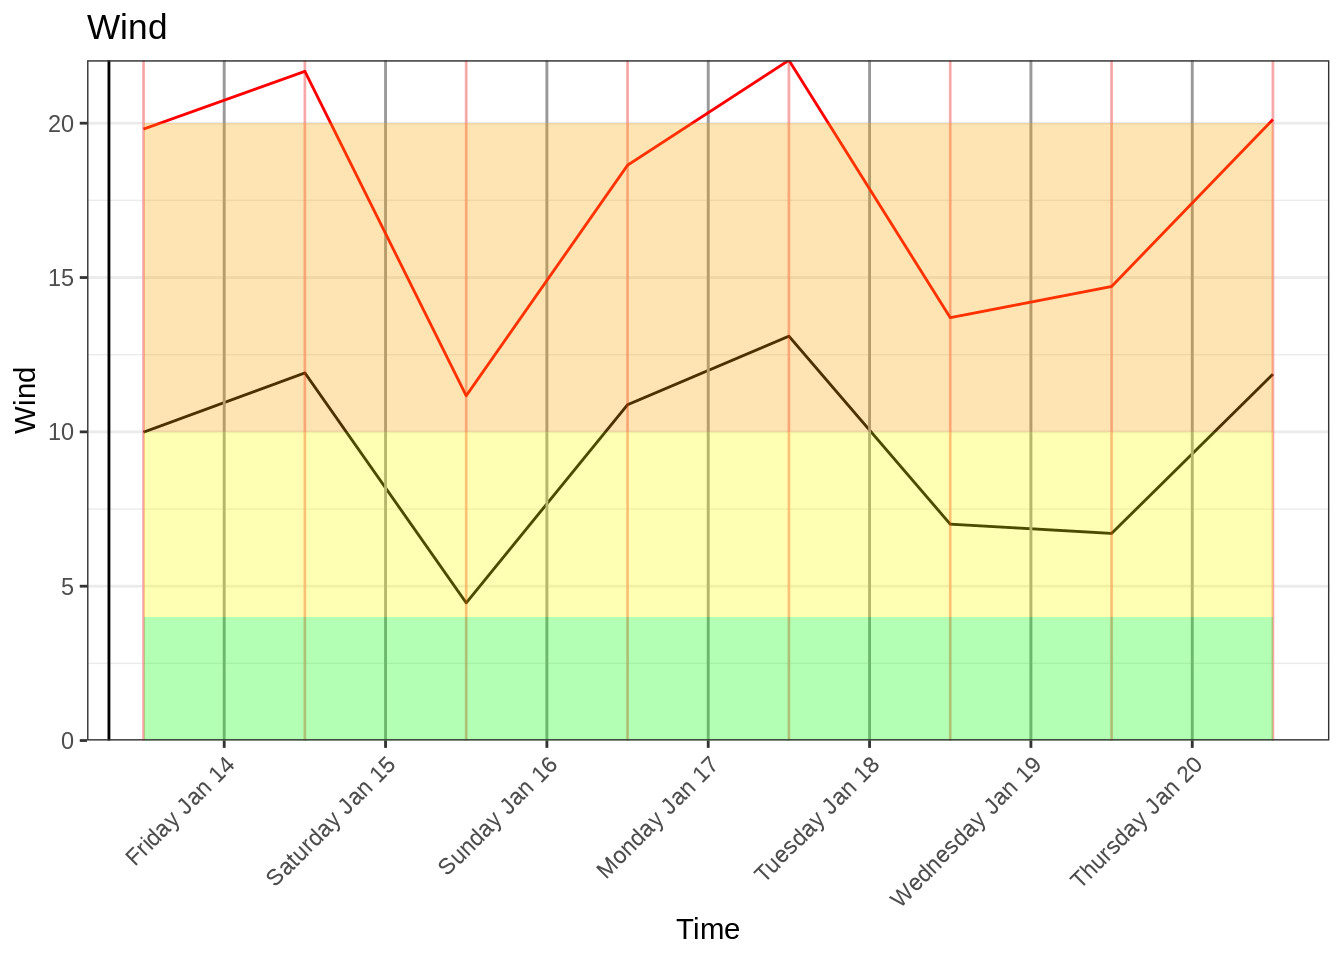 Wind
20
15
10
5
0
Wind
Friday Jan 14
Saturday Jan 15
Sunday Jan 16
Monday Jan 17
Tuesday Jan 18
Wednesday Jan 19
Thursday Jan 20
Time